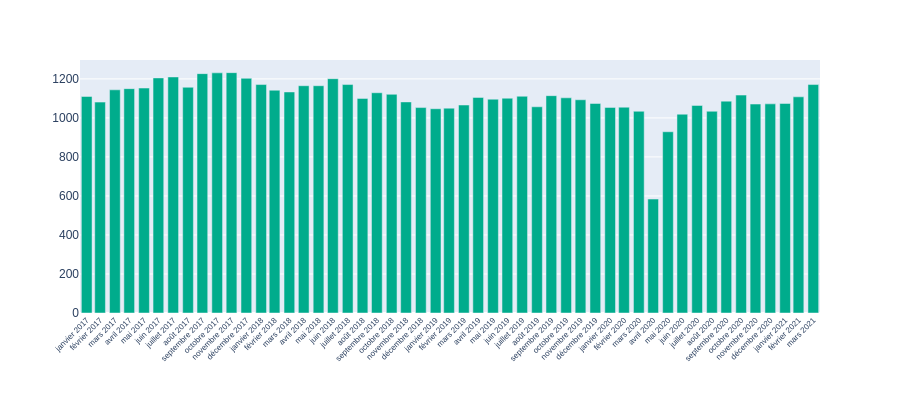 1200
1000
800
600
400
200
0
janvier 2017
février 2017
mars 2017
avril 2017
mai 2017
juin 2017
juillet 2017
août 2017
septembre 2017
octobre 2017
novembre 2017
décembre 2017
janvier 2018
février 2018
mars 2018
avril 2018
mai 2018
juin 2018
juillet 2018
août 2018
septembre 2018
octobre 2018
novembre 2018
décembre 2018
janvier 2019
février 2019
mars 2019
avril 2019
mai 2019
juin 2019
juillet 2019
août 2019
septembre 2019
octobre 2019
novembre 2019
décembre 2019
janvier 2020
février 2020
mars 2020
avril 2020
mai 2020
juin 2020
juillet 2020
août 2020
septembre 2020
octobre 2020
novembre 2020
décembre 2020
janvier 2021
février 2021
mars 2021